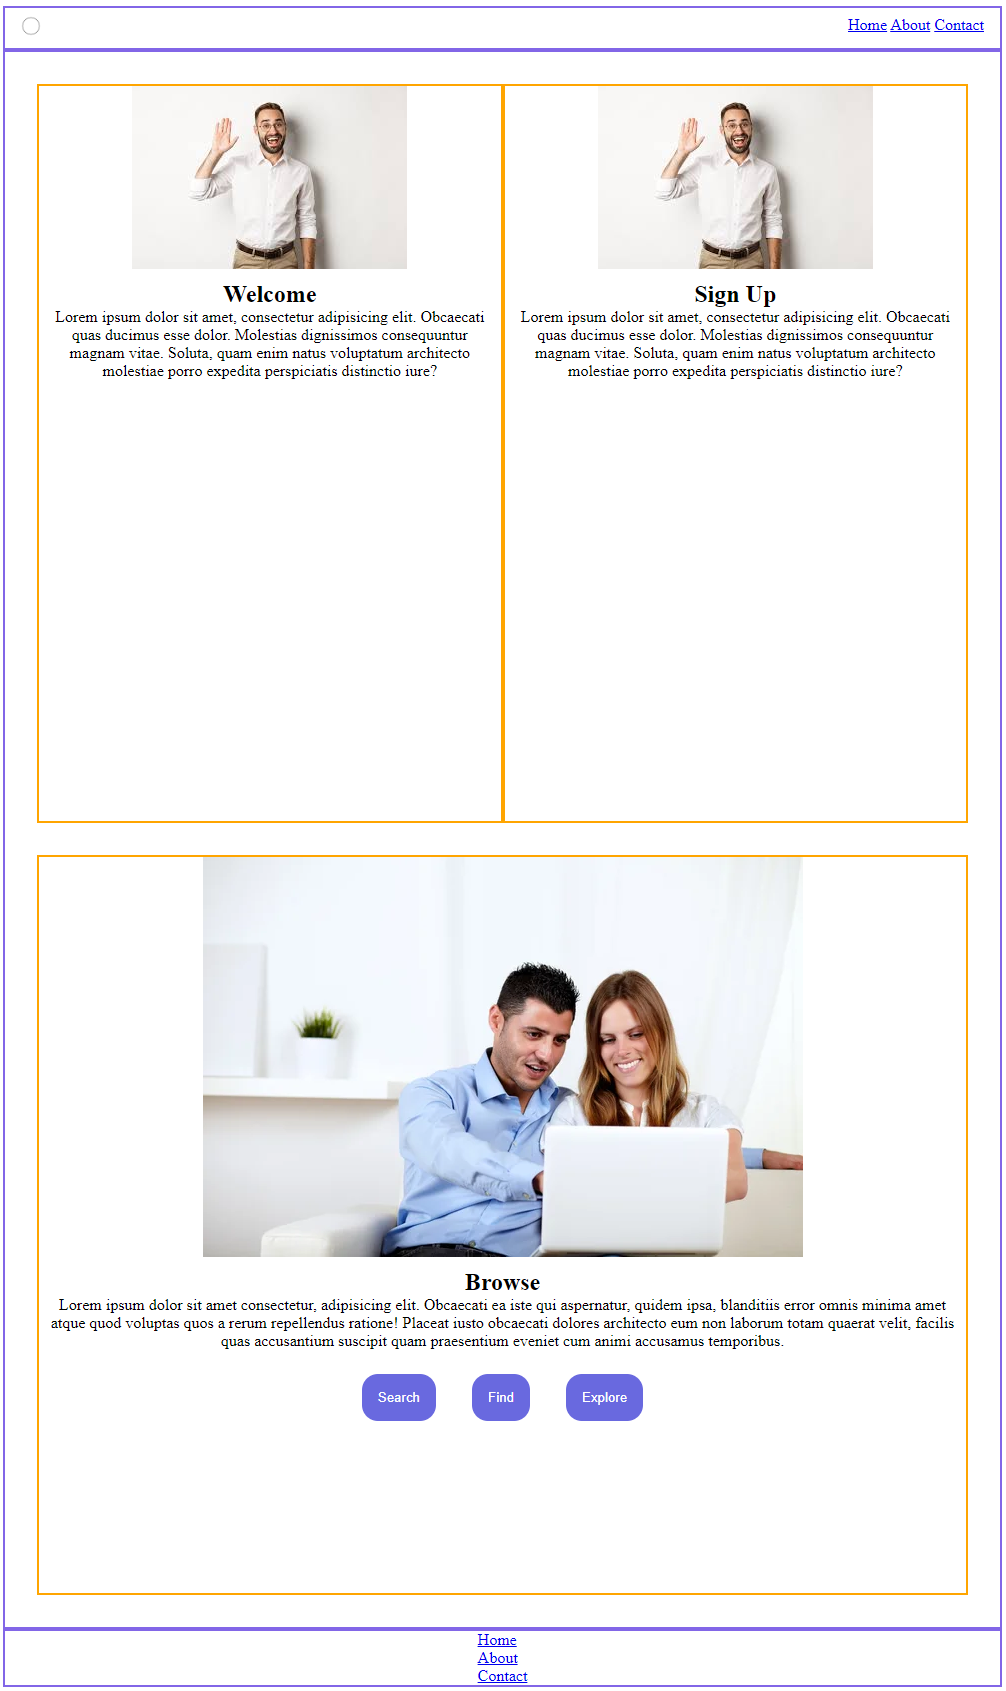 Home About Contact
Welcome
Lorem ipsum dolor sit amet, consectetur adipisicing elit. Obcaecati
quas ducimus esse dolor. Molestias dignissimos consequuntur
magnam vitae. Soluta, quam enim natus voluptatum architecto
molestiae porro expedita perspiciatis distinctio iure?
Sign Up
Lorem ipsum dolor sit amet, consectetur adipisicing elit. Obcaecati
quas ducimus esse dolor. Molestias dignissimos consequuntur
magnam vitae. Soluta, quam enim natus voluptatum architecto
molestiae porro expedita perspiciatis distinctio iure?
Browse
Lorem ipsum dolor sit amet consectetur, adipisicing elit. Obcaecati ea iste qui aspernatur, quidem ipsa, blanditiis error omnis minima amet
atque quod voluptas quos a rerum repellendus ratione! Placeat iusto obcaecati dolores architecto eum non laborum totam quaerat velit, facilis
quas accusantium suscipit quam praesentium eveniet cum animi accusamus temporibus.
Search Find Explore
Home
About
Contact